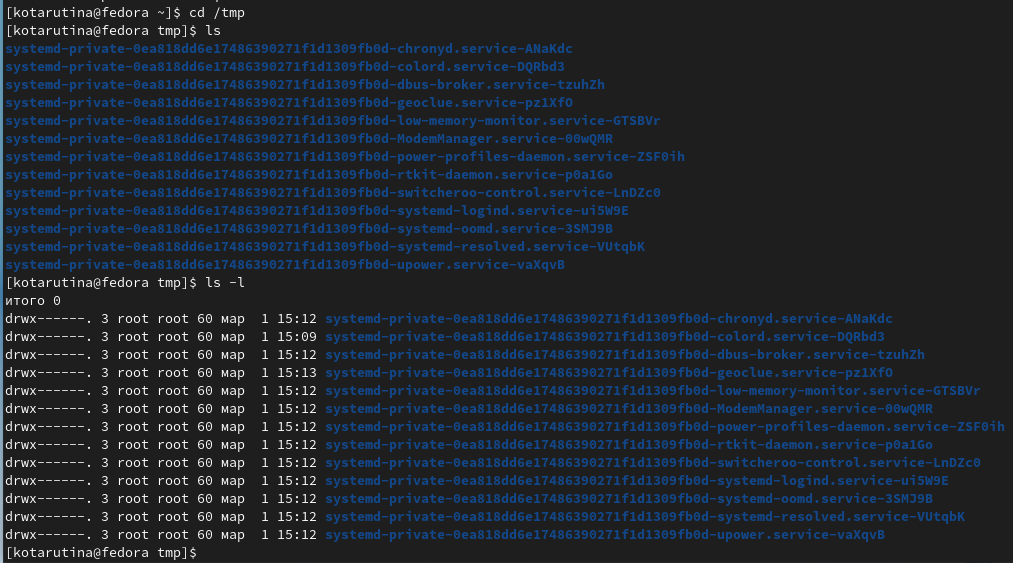 [kotarutina@fedora ~]$ cd /tmp
[kotarutina@fedora tmp]$ ls
systemd-private-0ea818dd6e17486390271f1d1309fb0d-chronyd.service-ANaKdc
systemd-private-0ea818dd6e17486390271f1d1309fb0d-colord.service-DQRbd3
systemd-private-0ea818dd6e17486390271f1d1309fb0d-dbus-broker.service-tzuhZh
systemd-private-0ea818dd6e17486390271f1d1309fb0d-geoclue.service-pz1XfO
systemd-private-0ea818dd6e17486390271f1d1309fb0d-low-memory-monitor.service-GTSBVr
systemd-private-0ea818dd6e17486390271f1d1309fb0d-ModemManager.service-00wQMR
systemd-private-0ea818dd6e17486390271f1d1309fb0d-power-profiles-daemon.service-ZSF0ih
systemd-private-0ea818dd6e17486390271f1d1309fb0d-rtkit-daemon.service-p0a1Go
systemd-private-0ea818dd6e17486390271f1d1309fb0d-switcheroo-control.service-LnDZc0
systemd-private-0ea818dd6e17486390271f1d1309fb0d-systemd-logind.service-ui5W9E
systemd-private-0ea818dd6e17486390271f1d1309fb0d-systemd-oomd.service-3SMJ9B
systemd-private-0ea818dd6e17486390271f1d1309fb0d-systemd-resolved.service-VUtqbK
systemd-private-0ea818dd6e17486390271f1d1309fb0d-upower.service-vaXqvB
[kotarutina@fedora tmp]$ ls -l
итого 0
drwx------. 3 root root 60 мар  1 15:12 systemd-private-0ea818dd6e17486390271f1d1309fb0d-chronyd.service-ANaKdc
drwx------. 3 root root 60 мар  1 15:09 systemd-private-0ea818dd6e17486390271f1d1309fb0d-colord.service-DQRbd3
drwx------. 3 root root 60 мар  1 15:12 systemd-private-0ea818dd6e17486390271f1d1309fb0d-dbus-broker.service-tzuhZh
drwx------. 3 root root 60 мар  1 15:13 systemd-private-0ea818dd6e17486390271f1d1309fb0d-geoclue.service-pz1XfO
drwx------. 3 root root 60 мар  1 15:12 systemd-private-0ea818dd6e17486390271f1d1309fb0d-low-memory-monitor.service-GTSBVr
drwx------. 3 root root 60 мар  1 15:12 systemd-private-0ea818dd6e17486390271f1d1309fb0d-ModemManager.service-00wQMR
drwx------. 3 root root 60 мар  1 15:12 systemd-private-0ea818dd6e17486390271f1d1309fb0d-power-profiles-daemon.service-ZSF0ih
drwx------. 3 root root 60 мар  1 15:12 systemd-private-0ea818dd6e17486390271f1d1309fb0d-rtkit-daemon.service-p0a1Go
drwx------. 3 root root 60 мар  1 15:12 systemd-private-0ea818dd6e17486390271f1d1309fb0d-switcheroo-control.service-LnDZc0
drwx------. 3 root root 60 мар  1 15:12 systemd-private-0ea818dd6e17486390271f1d1309fb0d-systemd-logind.service-ui5W9E
drwx------. 3 root root 60 мар  1 15:12 systemd-private-0ea818dd6e17486390271f1d1309fb0d-systemd-oomd.service-3SMJ9B
drwx------. 3 root root 60 мар  1 15:12 systemd-private-0ea818dd6e17486390271f1d1309fb0d-systemd-resolved.service-VUtqbK
drwx------. 3 root root 60 мар  1 15:12 systemd-private-0ea818dd6e17486390271f1d1309fb0d-upower.service-vaXqvB
[kotarutina@fedora tmp]$